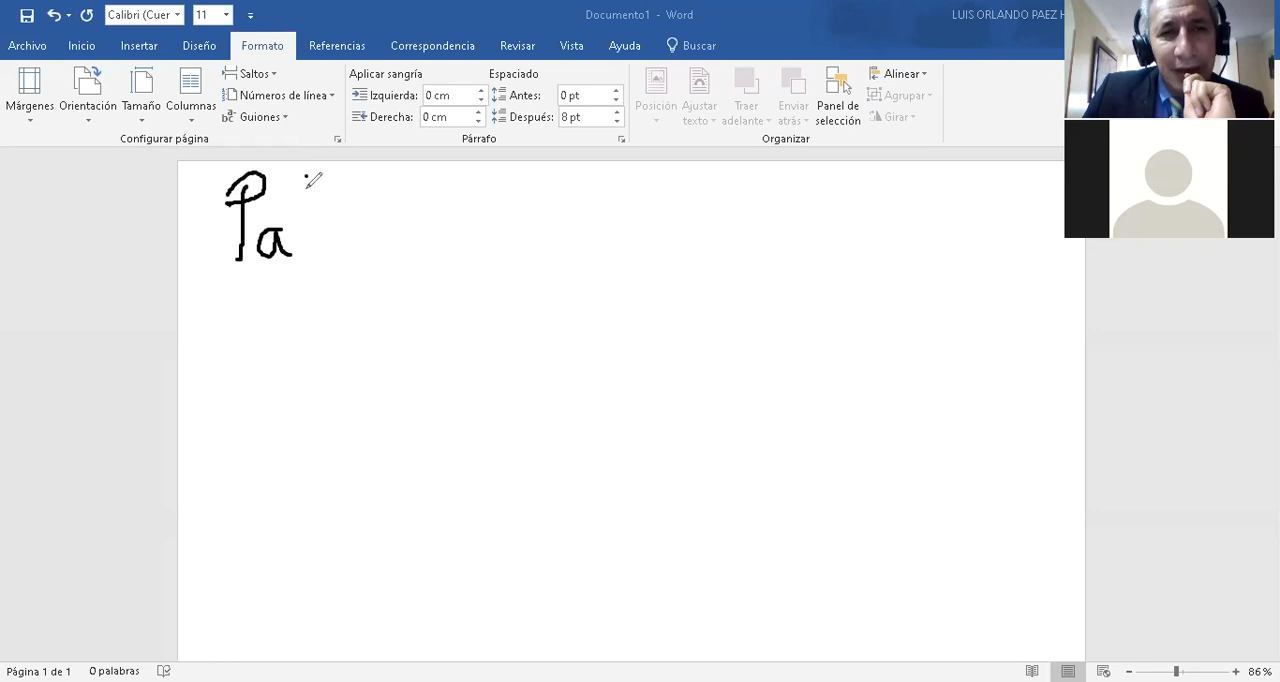 Calibri (Cuer 11 Documento1 - Word LUIS ORLANDO PAEZ H
Archivo Inicio Insertar Diseño Formato Referencias Correspondencia Revisar Vista Ayuda Buscar
Saltos Aplicar sangría Espaciado: Alinear
Números de línea Izquierda: 0 cm Antes: 0 pt Agrupar
Márgenes Orientación Tamaño Columnas Posición Ajustar texto Traer adelante Enviar atrás Panel de selección
Guiones Derecha: 0 cm Después: 8 pt Girar
Configurar página Párrafo Organizar
Pa
Página 1 de 1 0 palabras 86%